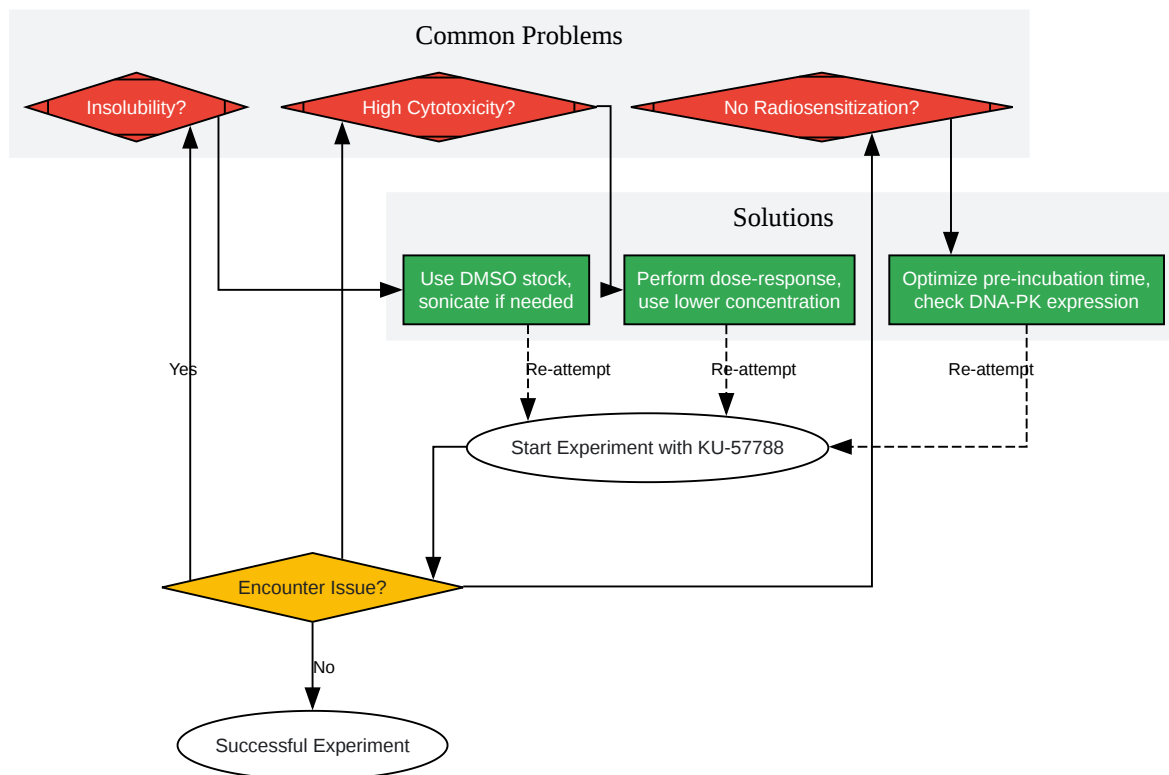 Common Problems
Insolubility?
High Cytotoxicity?
No Radiosensitization?
Solutions
Use DMSO stock,
sonicate if needed
Perform dose-response,
use lower concentration
Optimize pre-incubation time,
check DNA-PK expression
Yes
Re-attempt
Re-attempt
Re-attempt
Start Experiment with KU-57788
Encounter Issue?
No
Successful Experiment